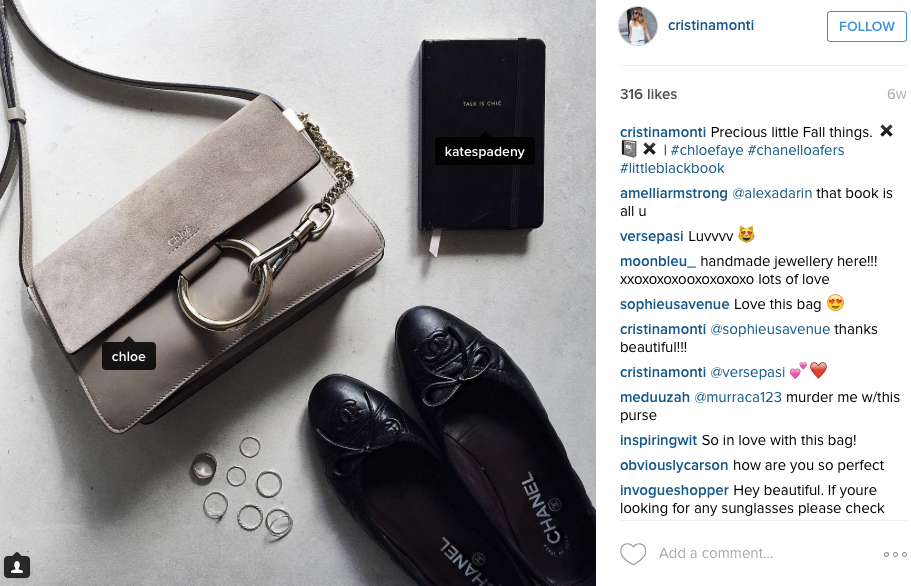 Chloé
TALK IS CHIC
katespadeny
chloe
CHANEL
CHANEL
cristinamonti
FOLLOW
316 likes
6w
cristinamonti Precious little Fall things. ✖
📓 ✖ | #chloefaye #chanelloafers
#littleblackbook
amelliarmstrong @alexadarin that book is
all u
versepasi Luvvvv 😻
moonbleu_ handmade jewellery here!!!
xxoxoxoxooxoxoxoxo lots of love
sophieusavenue Love this bag 😍
cristinamonti @sophieusavenue thanks
beautiful!!!
cristinamonti @versepasi 💕❤️
meduuzah @murraca123 murder me w/this
purse
inspiringwit So in love with this bag!
obviouslycarson how are you so perfect
invogueshopper Hey beautiful. If youre
looking for any sunglasses please check
Add a comment...